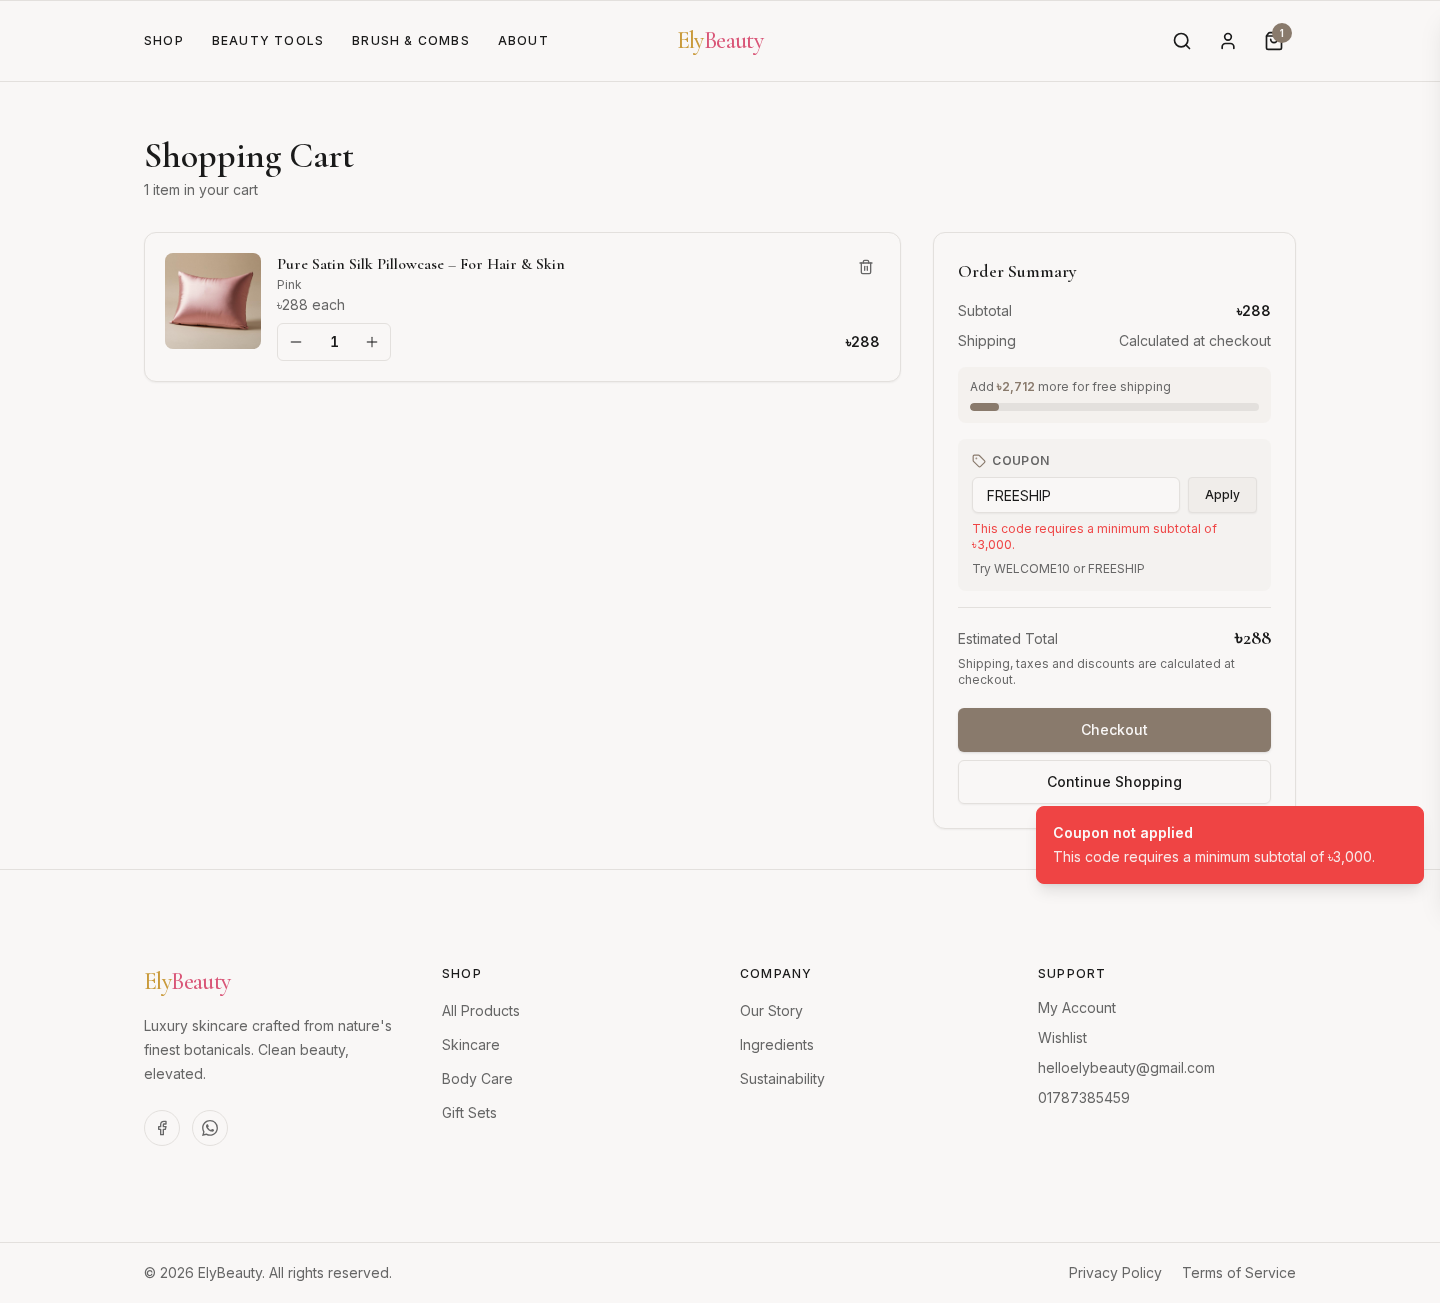 SHOP
BEAUTY TOOLS
BRUSH & COMBS
ABOUT
ElyBeauty
1
Shopping Cart
1 item in your cart
Pure Satin Silk Pillowcase – For Hair & Skin
Pink
৳288 each
1
৳288
Order Summary
Subtotal ৳288
Shipping Calculated at checkout
Add ৳2,712 more for free shipping
COUPON
FREESHIP
Apply
This code requires a minimum subtotal of
৳3,000.
Try WELCOME10 or FREESHIP
Estimated Total ৳288
Shipping, taxes and discounts are calculated at
checkout.
Checkout
Continue Shopping
Coupon not applied
This code requires a minimum subtotal of ৳3,000.
ElyBeauty
Luxury skincare crafted from nature's
finest botanicals. Clean beauty,
elevated.
SHOP
All Products
Skincare
Body Care
Gift Sets
COMPANY
Our Story
Ingredients
Sustainability
SUPPORT
My Account
Wishlist
helloelybeauty@gmail.com
01787385459
© 2026 ElyBeauty. All rights reserved.
Privacy Policy
Terms of Service